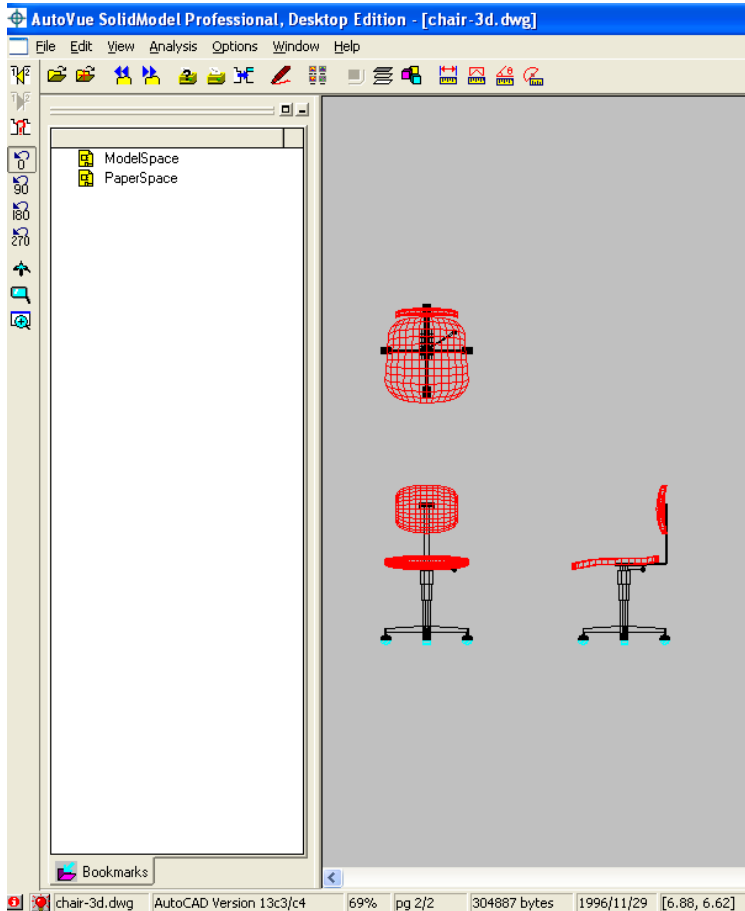 AutoVue SolidModel Professional, Desktop Edition - [chair-3d.dwg]
File Edit View Analysis Options Window Help
0
90
180
270
ModelSpace
PaperSpace
Bookmarks
chair-3d.dwg AutoCAD Version 13c3/c4 69% pg 2/2 304887 bytes 1996/11/29 [6.88, 6.62]